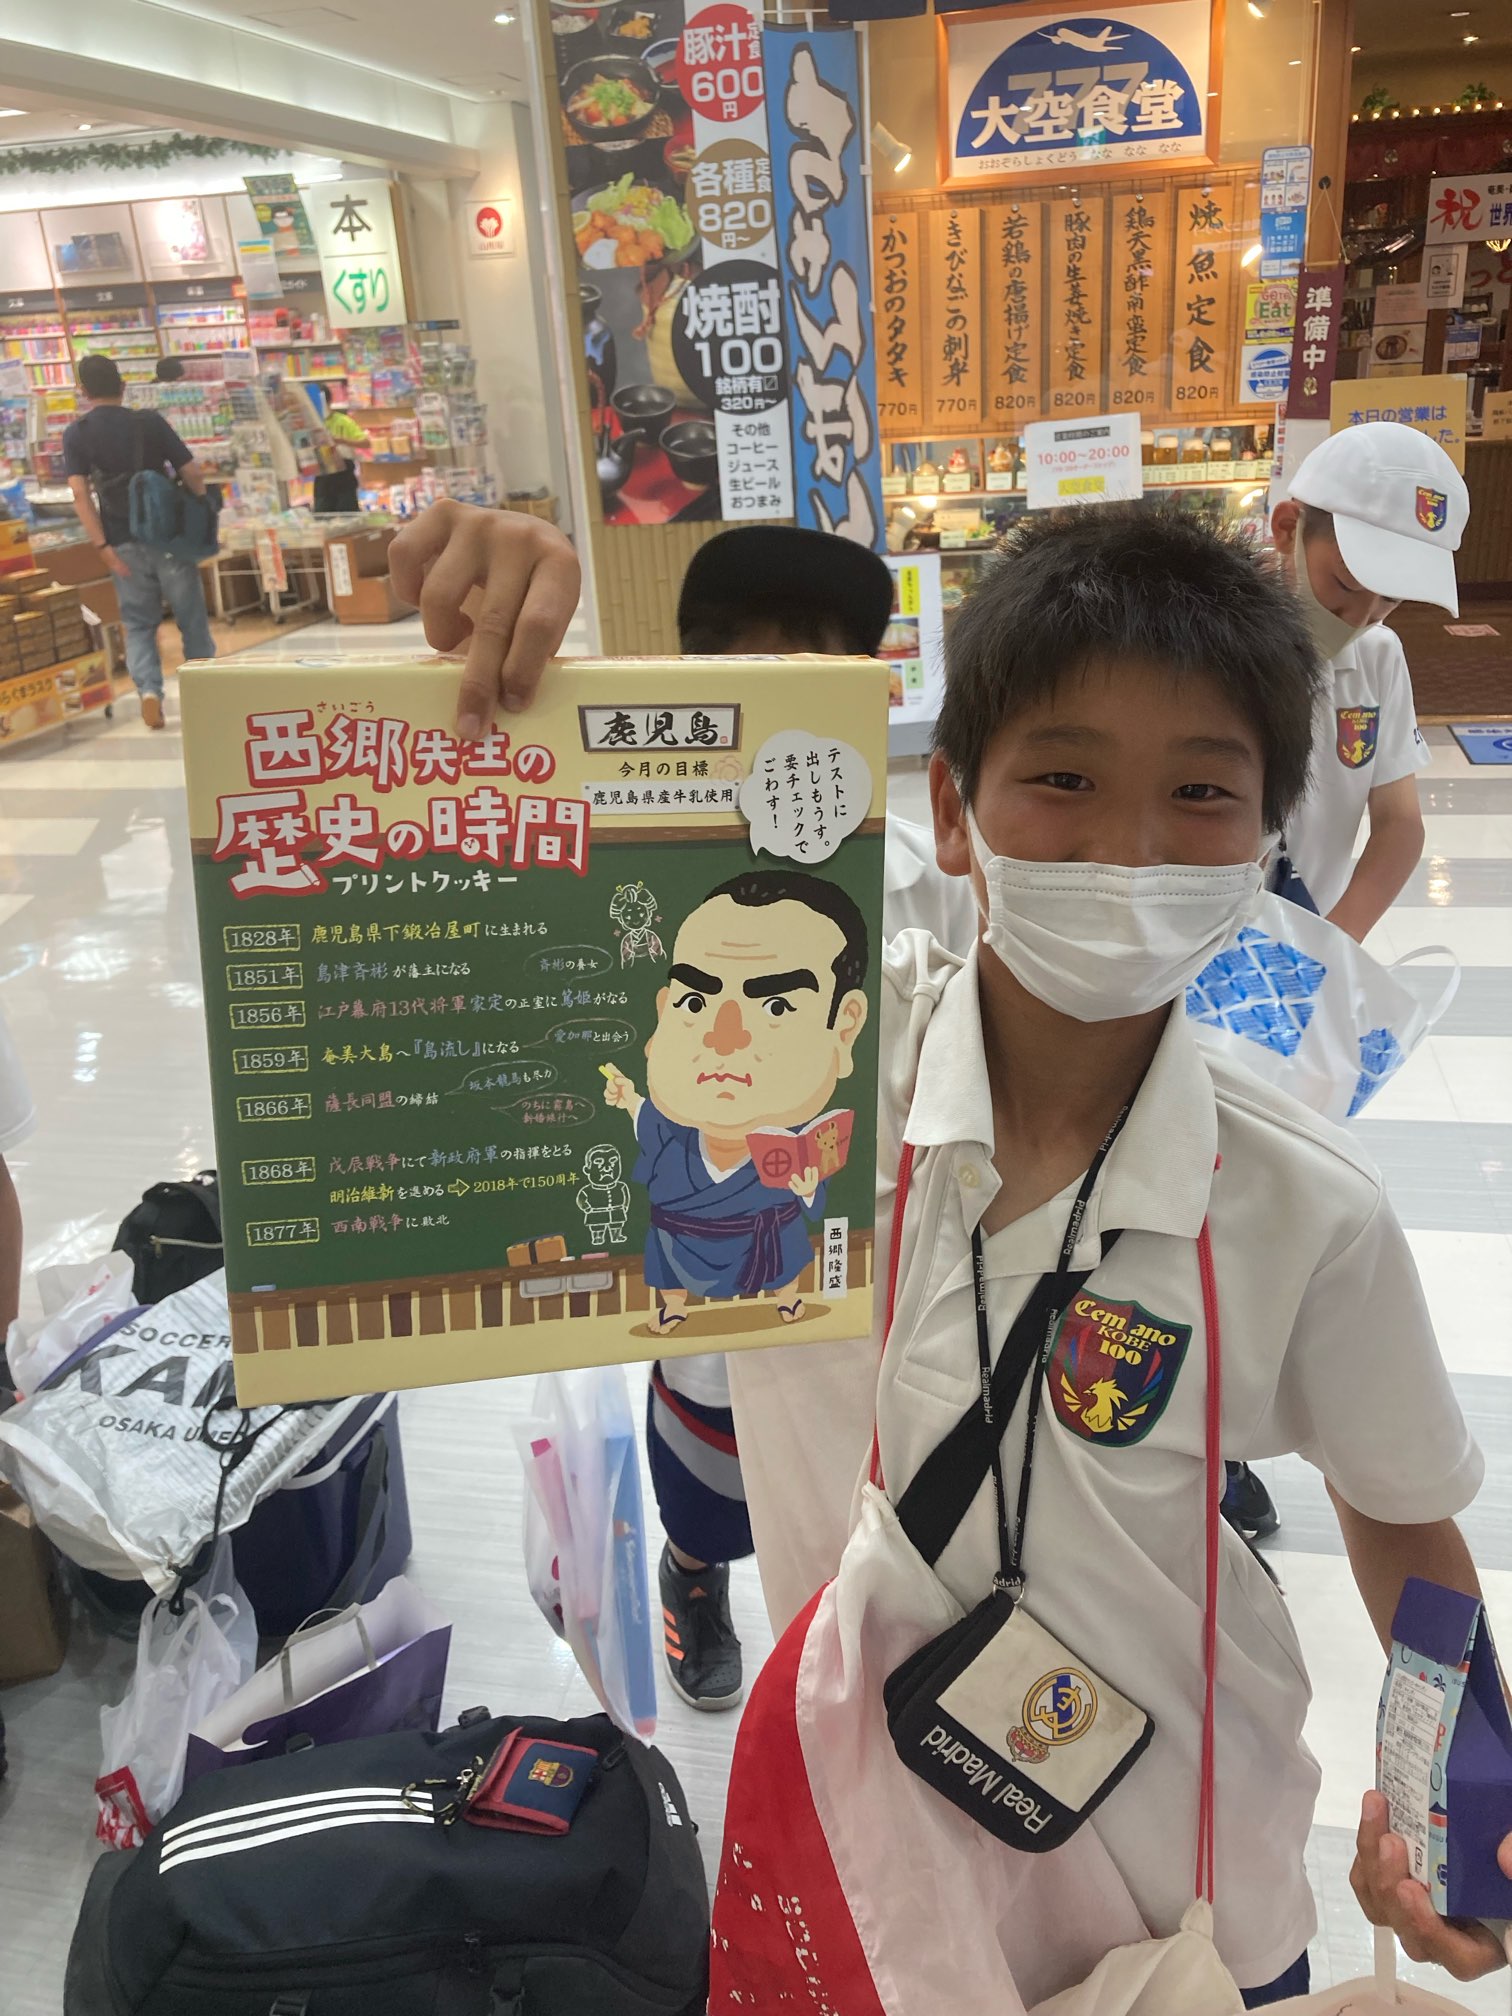 本
くすり
豚汁定食
600円
各種定食
820円~
焼酎
100
銘柄有
320円~
その他
コーヒー
ジュース
生ビール
おつまみ
777
大空食堂
おおぞらしょくどう なな なな なな
かつおのタタキ
770円
きびなごの刺身
770円
若鶏の唐揚げ定食
820円
豚肉の生姜焼き定食
820円
鶏天黒酢南蛮定食
820円
焼魚定食
820円
10:00~20:00
Eat
準備中
祝
世界
本日の営業は
た。
さいごう
西郷先生の
歴史の時間
プリントクッキー
鹿児島
今月の目標
鹿児島県産牛乳使用
テストに
出しもうす。
要チェックで
ごわす!
1828年 鹿児島県下鍛冶屋町に生まれる
1851年 島津斉彬が藩主になる
斉彬の養女
1856年 江戸幕府13代将軍家定の正室に篤姫がなる
1859年 奄美大島へ『島流し』になる
愛加那と出会う
1866年 薩長同盟の締結
坂本龍馬も尽力
のちに霧島へ
新婚旅行へ
1868年 戊辰戦争にて新政府軍の指揮をとる
明治維新を進める⇨2018年で150周年
1877年 西南戦争に敗北
西郷隆盛
Cem ano
KOBE
100
Cem ano
KOBE
100
Realmadrid
Realmadrid
Realmadrid
Real Madrid
SOCCER
KAM
OSAKA UME